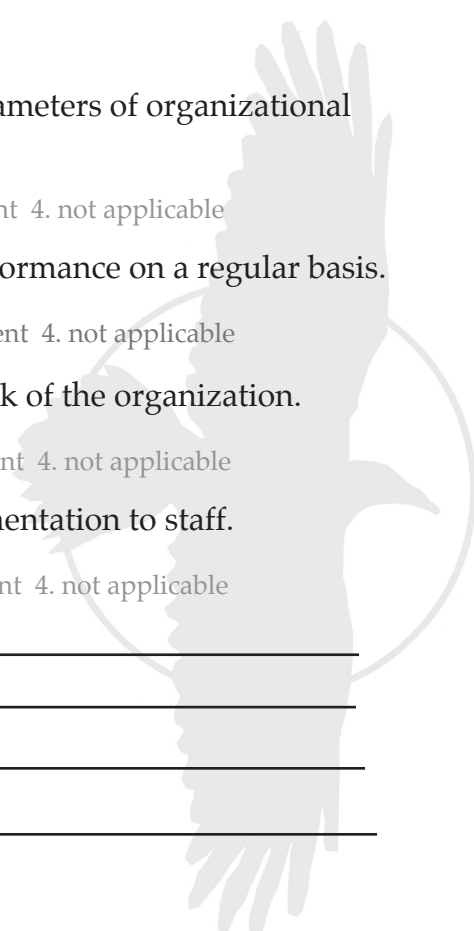 ameters of organizational
nt 4. not applicable
ormance on a regular basis.
ent 4. not applicable
k of the organization.
nt 4. not applicable
nentation to staff.
nt 4. not applicable